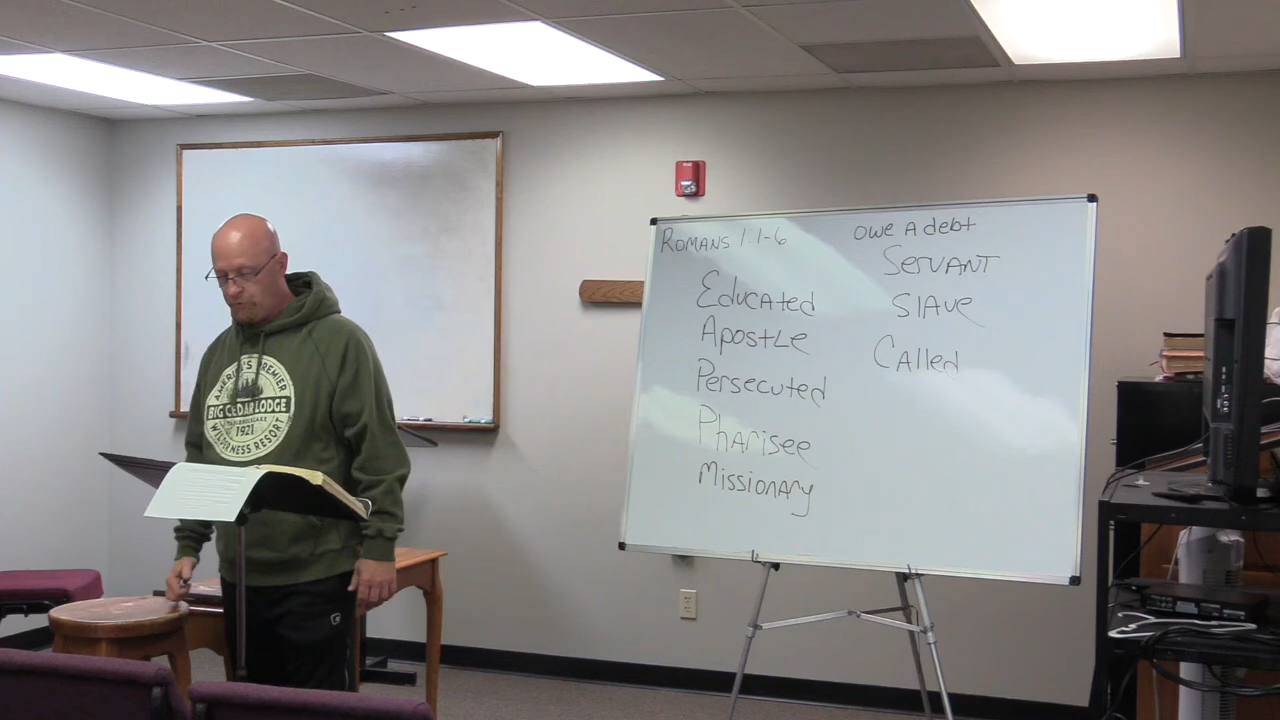 ROMANS 1:1-6
Educated
Apostle
Persecuted
Pharisee
Missionary
owe A debt
Servant
Slave
Called
AMERICA'S PREMIER
BIG CEDAR LODGE
1921
WILDERNESS RESORT